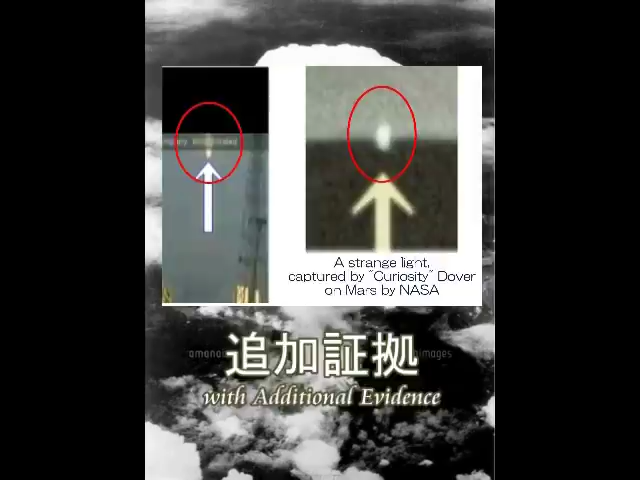 A strange light,
captured by "Curiosity" Dover
on Mars by NASA
追加証拠
with Additional Evidence